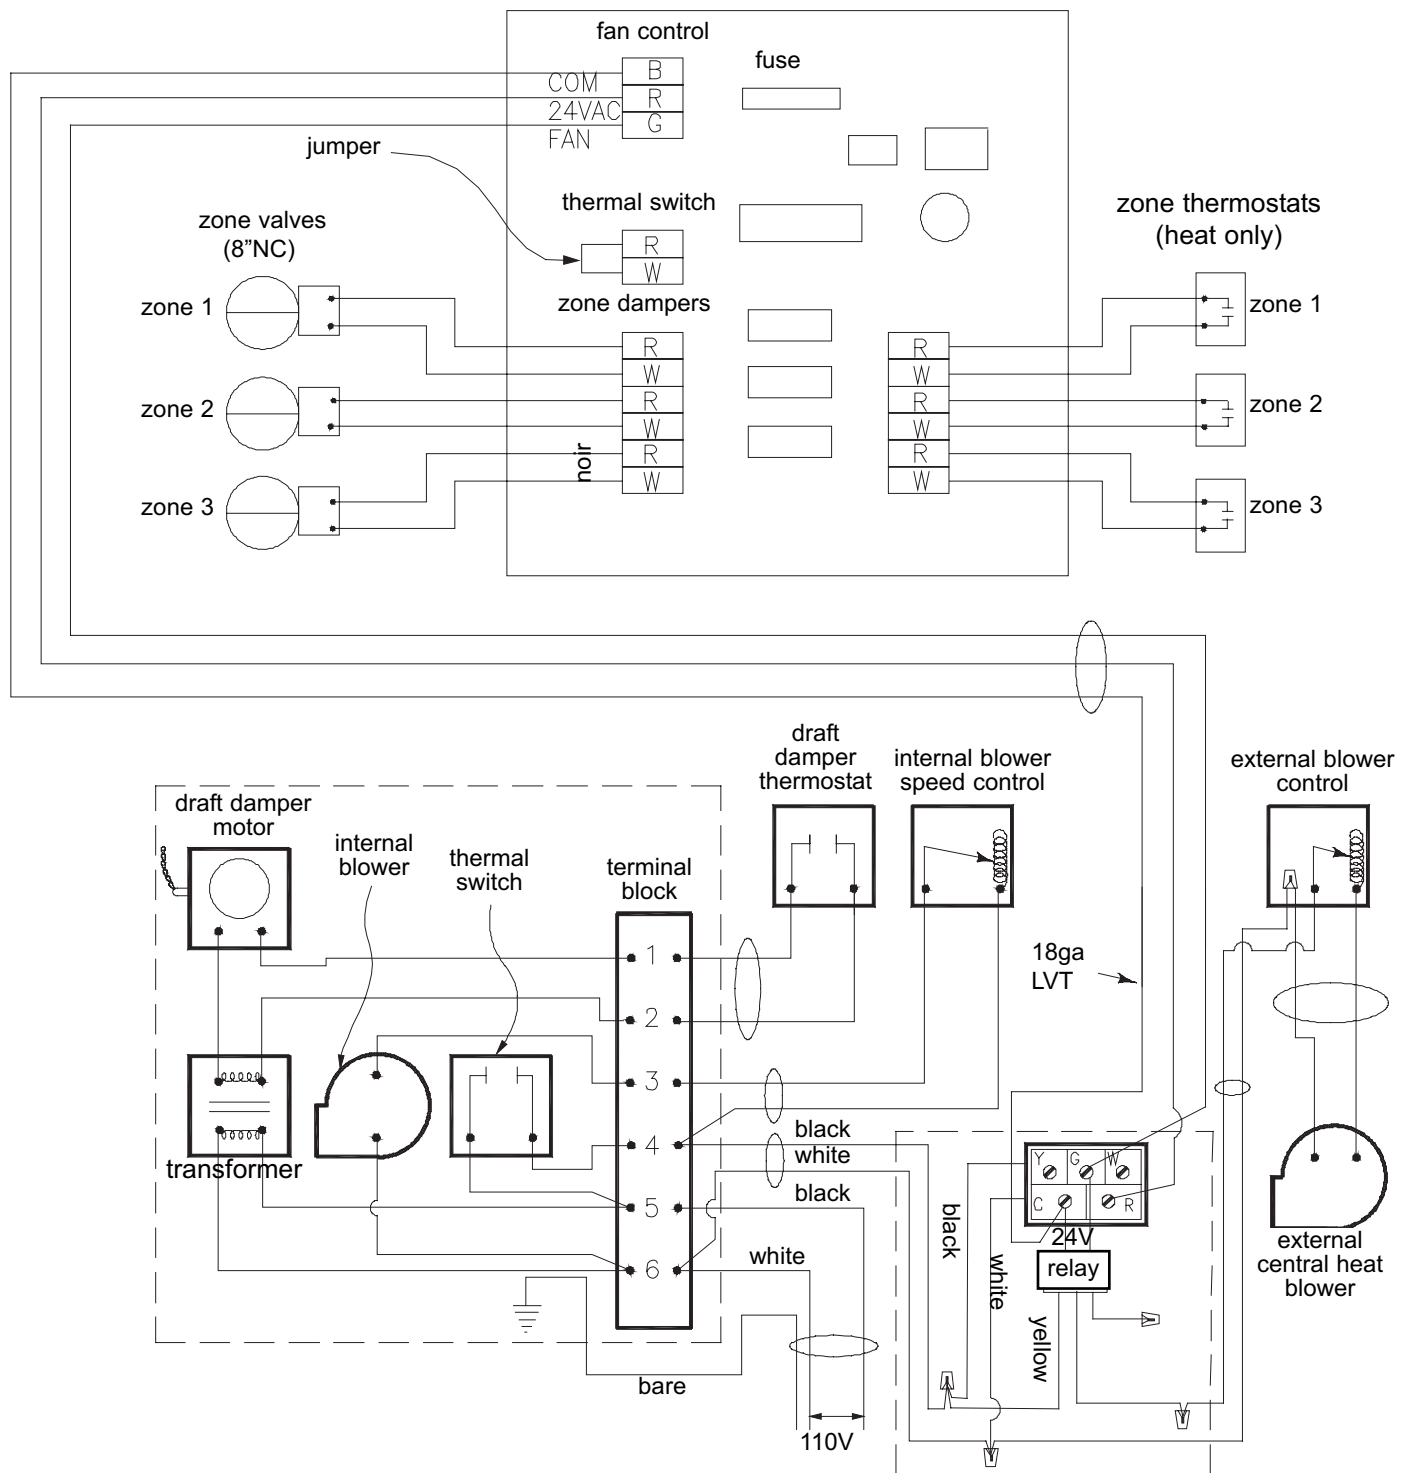 fan control
fuse
B
COM
R
24VAC
G
FAN
jumper
thermal switch
R
W
zone valves
(8”NC)
zone thermostats
(heat only)
zone dampers
zone 1
zone 1
R
R
W
W
zone 2
zone 2
R
R
W
W
noir
R
R
W
W
zone 3
zone 3
draft
damper
thermostat
internal blower
speed control
external blower
control
draft damper
motor
internal
blower
thermal
switch
terminal
block
1
18ga
LVT
2
3
4
black
white
black
5
transformer
Y
G
W
C
R
24V
relay
black
white
yellow
external
central heat
blower
white
6
bare
110V